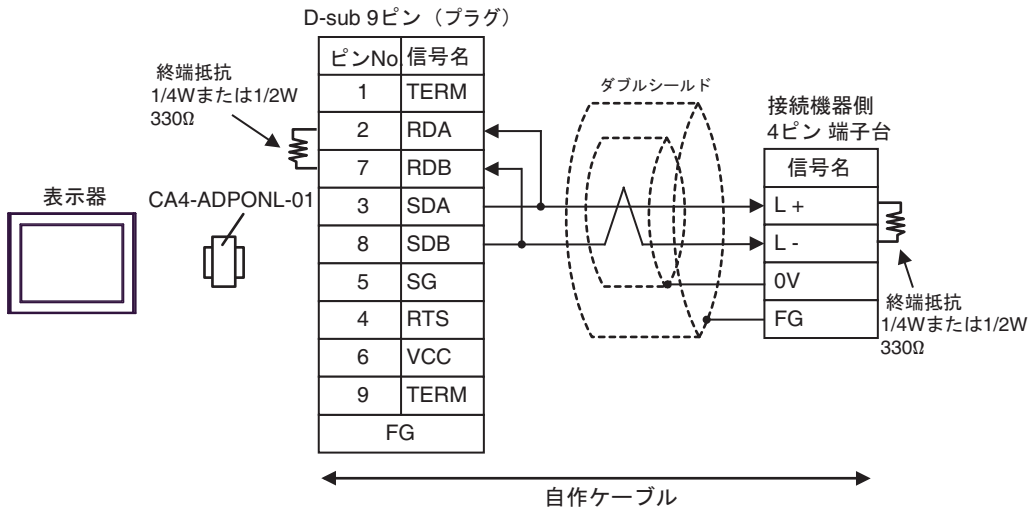 D-sub 9ピン（プラグ）
ピンNo. 信号名
1 TERM
2 RDA
7 RDB
3 SDA
8 SDB
5 SG
4 RTS
6 VCC
9 TERM
FG
終端抵抗
1/4Wまたは1/2W
330Ω
表示器
CA4-ADPONL-01
ダブルシールド
接続機器側
4ピン 端子台
信号名
L +
L -
0V
FG
終端抵抗
1/4Wまたは1/2W
330Ω
自作ケーブル